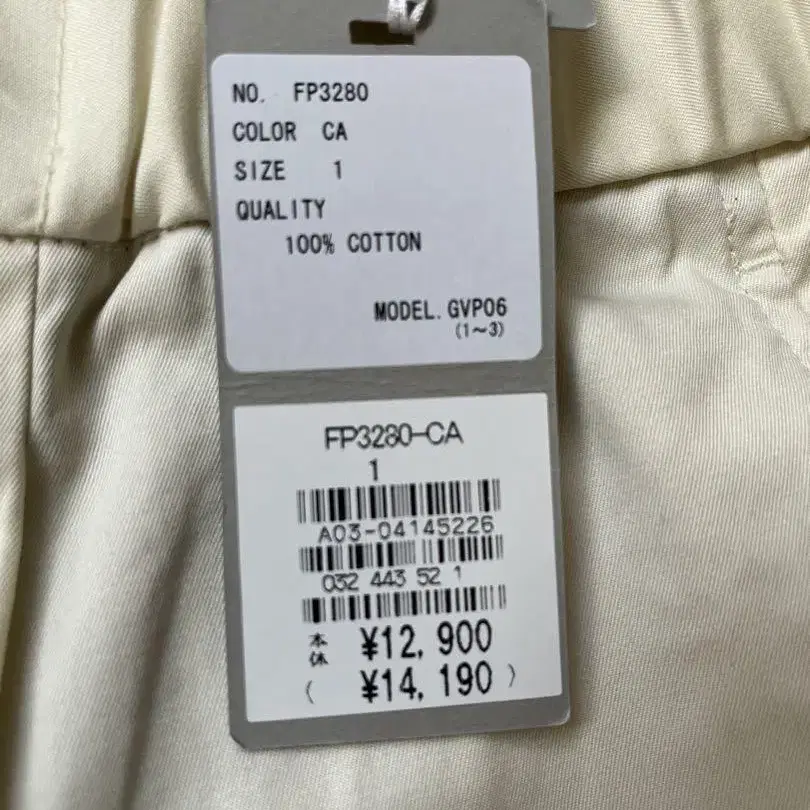 NO. FP3280
COLOR CA
SIZE 1
QUALITY
100% COTTON
MODEL. GVP06
(1~3)
FP3280-CA
1
A03-04145226
032 443 52 1
本体 ¥12,900
( ¥14,190 )